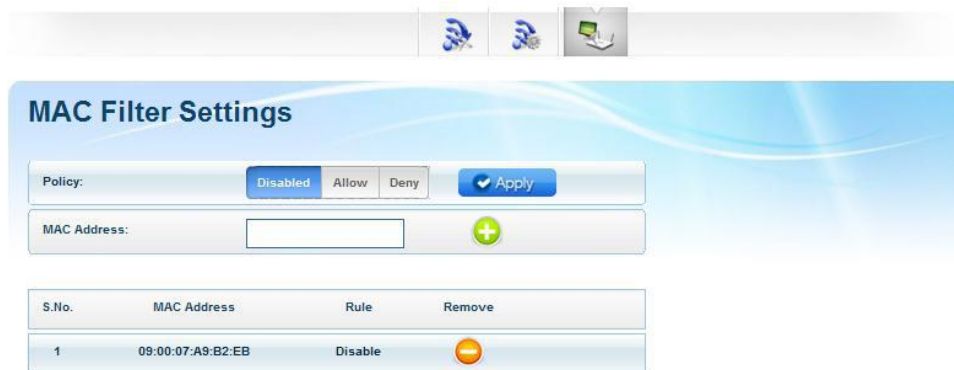 MAC Filter Settings
Policy: Disabled Allow Deny Apply
MAC Address:
S.No. MAC Address Rule Remove
1 09:00:07:A9:B2:EB Disable